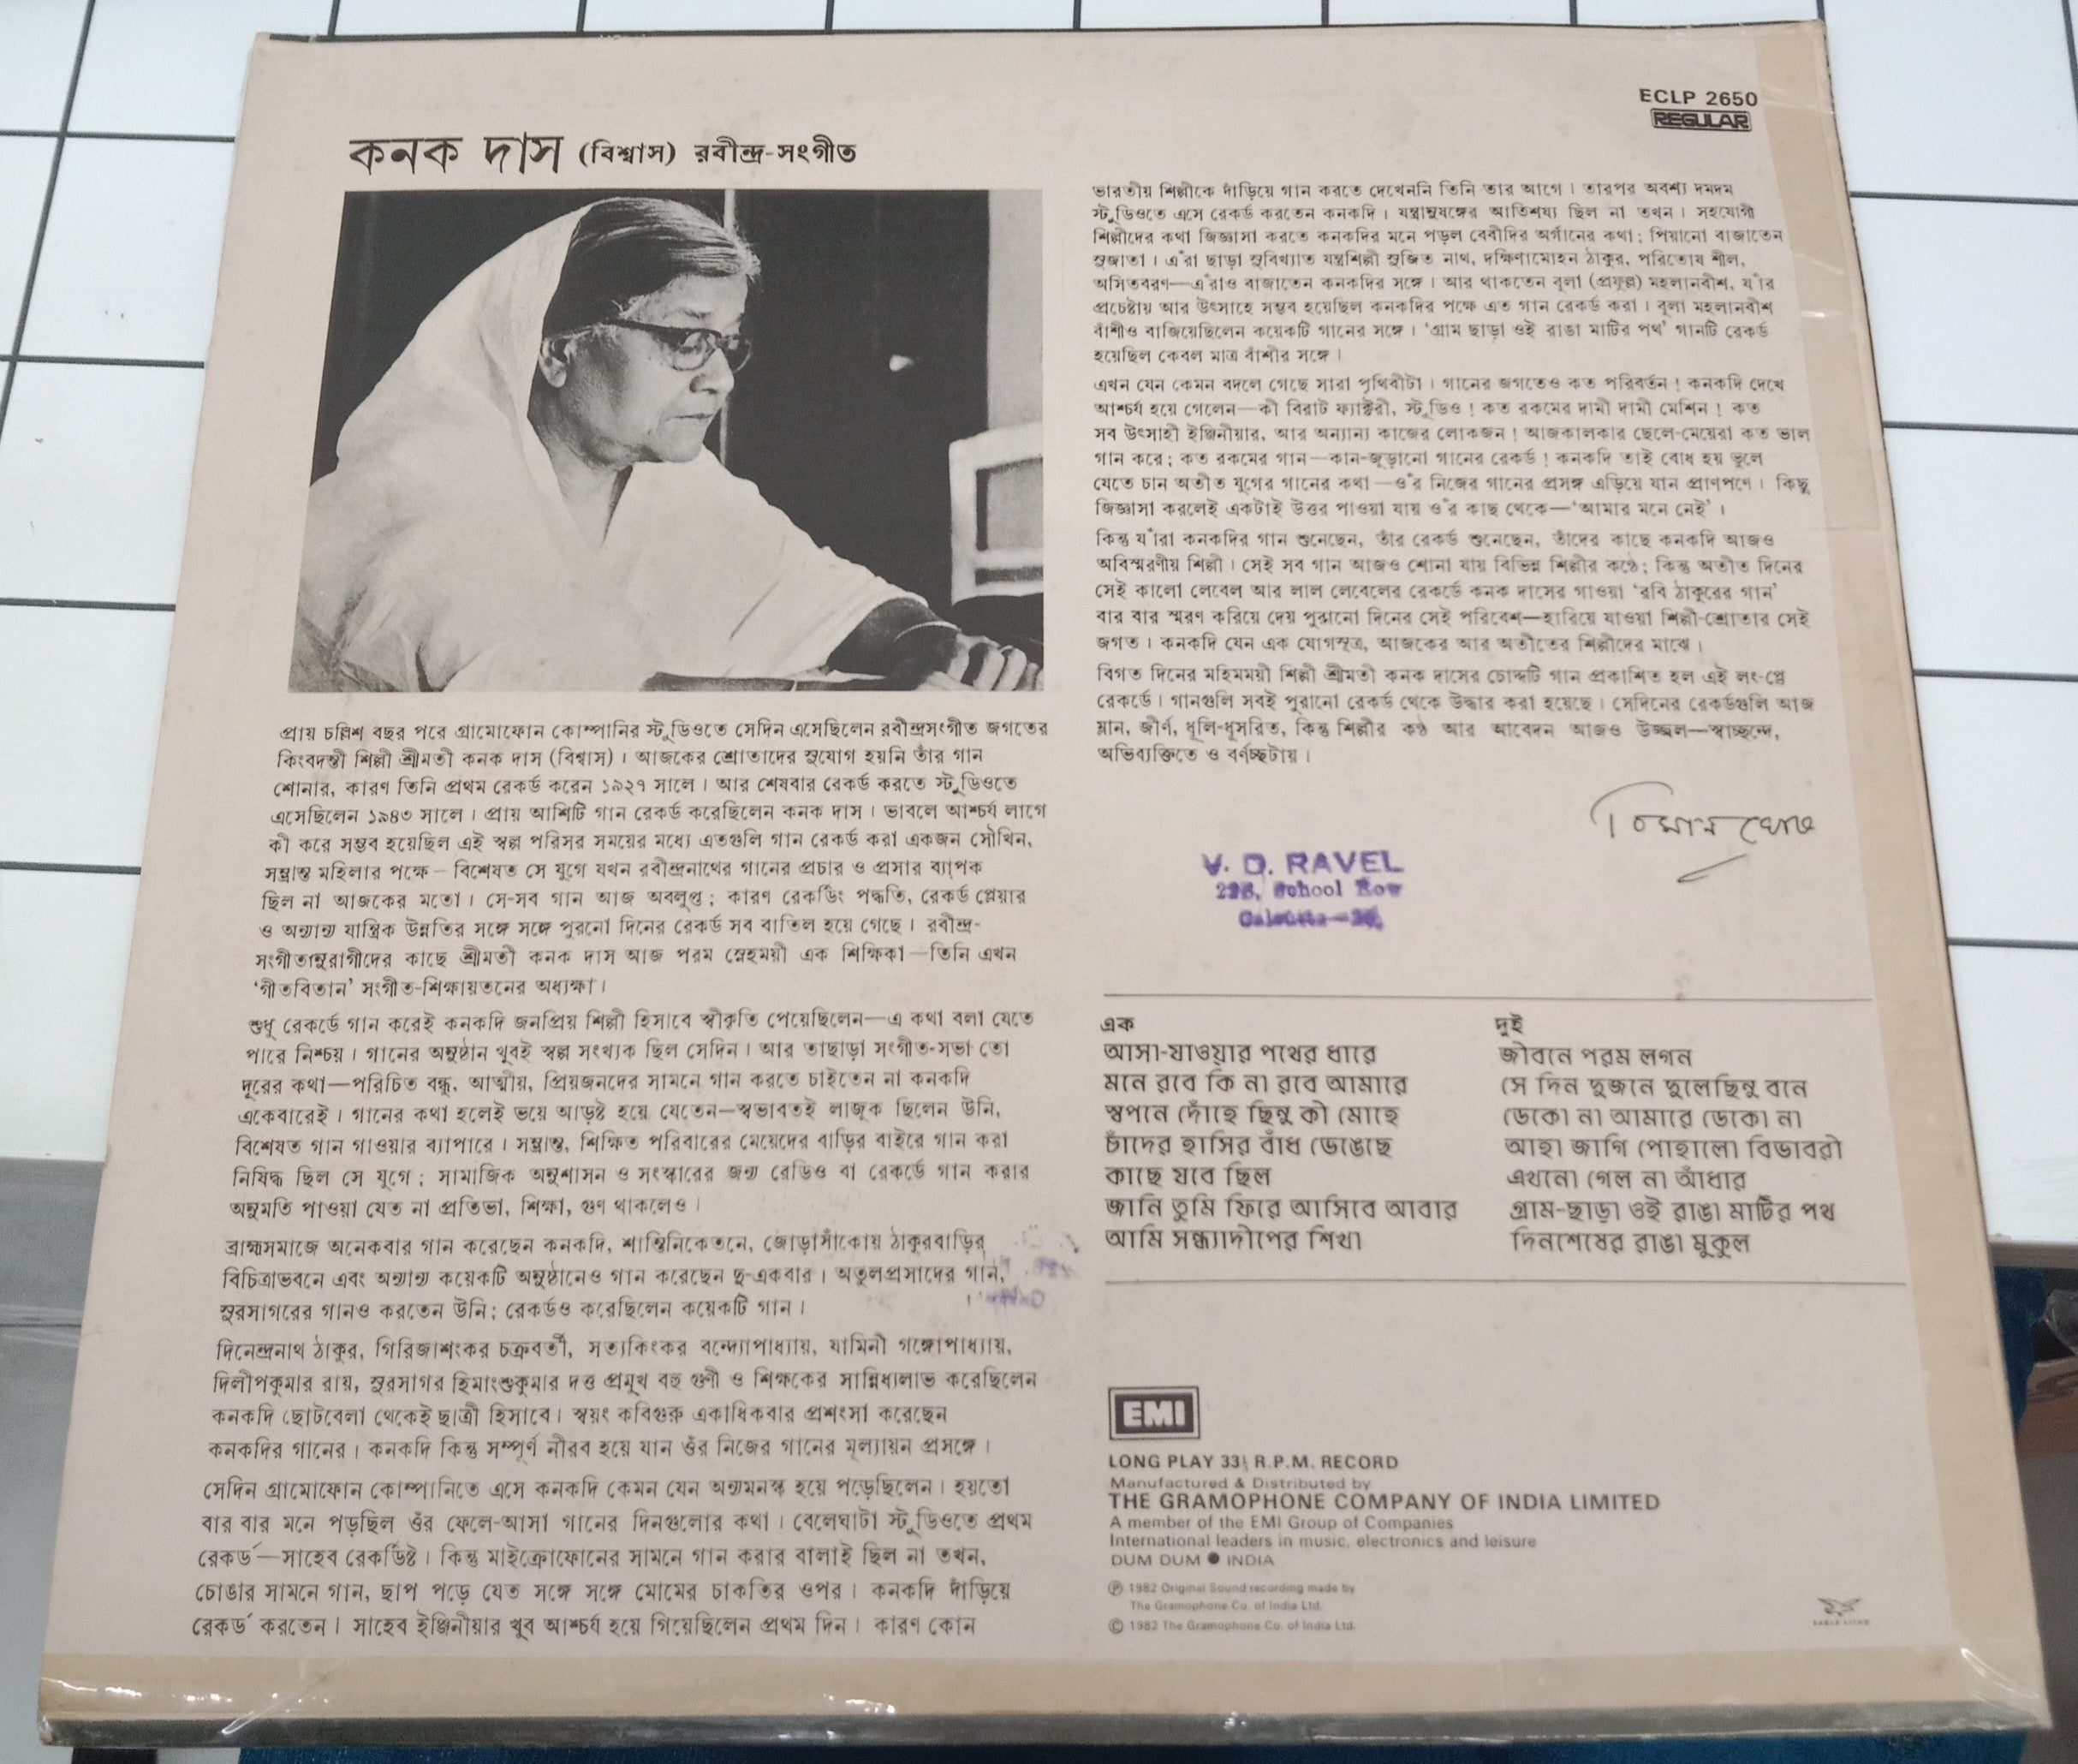 ECLP 2650
REGULAR
কনক দাস (বিশ্বাস) রবীন্দ্র-সংগীত
প্রায় চল্লিশ বছর পরে গ্রামোফোন কোম্পানির স্টুডিওতে সেদিন এসেছিলেন রবীন্দ্রসংগীত জগতের
কিংবদন্তী শিল্পী শ্রীমতী কনক দাস (বিশ্বাস)। আজকের শ্রোতাদের সুযোগ হয়নি তাঁর গান
শোনার, কারণ তিনি প্রথম রেকর্ড করেন ১৯২৭ সালে। আর শেষবার রেকর্ড করতে স্টুডিওতে
এসেছিলেন ১৯৪৩ সালে। প্রায় আশিটি গান রেকর্ড করেছিলেন কনক দাস। ভাবলে আশ্চর্য লাগে
কী করে সম্ভব হয়েছিল এই স্বল্প পরিসর সময়ের মধ্যে এতগুলি গান রেকর্ড করা একজন সৌখিন,
সম্ভ্রান্ত মহিলার পক্ষে—বিশেষত সে যুগে যখন রবীন্দ্রনাথের গানের প্রচার ও প্রসার ব্যাপক
ছিল না আজকের মতো। সে-সব গান আজ অবলুপ্ত; কারণ রেকর্ডিং পদ্ধতি, রেকর্ড প্লেয়ার
ও অন্যান্য যান্ত্রিক উন্নতির সঙ্গে সঙ্গে পুরনো দিনের রেকর্ড সব বাতিল হয়ে গেছে। রবীন্দ্র-
সংগীতানুরাগীদের কাছে শ্রীমতী কনক দাস আজ পরম স্নেহময়ী এক শিক্ষিকা—তিনি এখন
‘গীতবিতান’ সংগীত-শিক্ষায়তনের অধ্যক্ষা।
শুধু রেকর্ডে গান করেই কনকদি জনপ্রিয় শিল্পী হিসাবে স্বীকৃতি পেয়েছিলেন—এ কথা বলা যেতে
পারে নিশ্চয়। গানের অনুষ্ঠান খুবই স্বল্প সংখ্যক ছিল সেদিন। আর তাছাড়া সংগীত-সভা তো
দূরের কথা—পরিচিত বন্ধু, আত্মীয়, প্রিয়জনদের সামনে গান করতে চাইতেন না কনকদি
একেবারেই। গানের কথা হলেই ভয়ে আড়ষ্ট হয়ে যেতেন—স্বভাবতই লাজুক ছিলেন উনি,
বিশেষত গান গাওয়ার ব্যাপারে। সম্ভ্রান্ত, শিক্ষিত পরিবারের মেয়েদের বাড়ির বাইরে গান করা
নিষিদ্ধ ছিল সে যুগে; সামাজিক অনুশাসন ও সংস্কারের জন্য রেডিও বা রেকর্ডে গান করার
অনুমতি পাওয়া যেত না প্রতিভা, শিক্ষা, গুণ থাকলেও।
ব্রাহ্মসমাজে অনেকবার গান করেছেন কনকদি, শান্তিনিকেতনে, জোড়াসাঁকোয় ঠাকুরবাড়ির
বিচিত্রাভবনে এবং অন্যান্য কয়েকটি অনুষ্ঠানেও গান করেছেন দু-একবার। অতুলপ্রসাদের গান,
সুরসাগরের গানও করতেন উনি; রেকর্ডও করেছিলেন কয়েকটি গান।
দিনেন্দ্রনাথ ঠাকুর, গিরিজাশংকর চক্রবর্তী, সত্যকিংকর বন্দ্যোপাধ্যায়, যামিনী গঙ্গোপাধ্যায়,
দিলীপকুমার রায়, সুরসাগর হিমাংশুকুমার দত্ত প্রমুখ বহু গুণী ও শিক্ষকের সান্নিধ্যলাভ করেছিলেন
কনকদি ছোটবেলা থেকেই ছাত্রী হিসাবে। স্বয়ং কবিগুরু একাধিকবার প্রশংসা করেছেন
কনকদির গানের। কনকদি কিন্তু সম্পূর্ণ নীরব হয়ে যান ওঁর নিজের গানের মূল্যায়ন প্রসঙ্গে।
সেদিন গ্রামোফোন কোম্পানিতে এসে কনকদি কেমন যেন অন্যমনস্ক হয়ে পড়েছিলেন। হয়তো
বার বার মনে পড়ছিল ওঁর ফেলে-আসা গানের দিনগুলোর কথা। বেলেঘাটা স্টুডিওতে প্রথম
রেকর্ড—সাহেব রেকর্ডিষ্ট। কিন্তু মাইক্রোফোনের সামনে গান করার বালাই ছিল না তখন,
চোঙার সামনে গান, ছাপ পড়ে যেত সঙ্গে সঙ্গে মোমের চাকতির ওপর। কনকদি দাঁড়িয়ে
রেকর্ড করতেন। সাহেব ইঞ্জিনীয়ার খুব আশ্চর্য হয়ে গিয়েছিলেন প্রথম দিন। কারণ কোন
ভারতীয় শিল্পীকে দাঁড়িয়ে গান করতে দেখেননি তিনি তার আগে। তারপর অবশ্য দমদম
স্টুডিওতে এসে রেকর্ড করতেন কনকদি। যন্ত্রানুষঙ্গের আতিশয্য ছিল না তখন। সহযোগী
শিল্পীদের কথা জিজ্ঞাসা করতে কনকদির মনে পড়ল বেবীদির অর্গানের কথা; পিয়ানো বাজাতেন
সুজাতা। এঁরা ছাড়া সুবিখ্যাত যন্ত্রশিল্পী সুজিত নাথ, দক্ষিণামোহন ঠাকুর, পরিতোষ শীল,
অসিতবরণ—এঁরাও বাজাতেন কনকদির সঙ্গে। আর থাকতেন বুলা (প্রফুল্ল) মহলানবীশ, যাঁর
প্রচেষ্টায় আর উৎসাহে সম্ভব হয়েছিল কনকদির পক্ষে এত গান রেকর্ড করা। বুলা মহলানবীশ
বাঁশীও বাজিয়েছিলেন কয়েকটি গানের সঙ্গে। ‘গ্রাম ছাড়া ওই রাঙা মাটির পথ’ গানটি রেকর্ড
হয়েছিল কেবল মাত্র বাঁশীর সঙ্গে।
এখন যেন কেমন বদলে গেছে সারা পৃথিবীটা। গানের জগতেও কত পরিবর্তন! কনকদি দেখে
আশ্চর্য হয়ে গেলেন—কী বিরাট ফ্যাক্টরী, স্টুডিও! কত রকমের দামী দামী মেশিন! কত
সব উৎসাহী ইঞ্জিনীয়ার, আর অন্যান্য কাজের লোকজন! আজকালকার ছেলে-মেয়েরা কত ভাল
গান করে; কত রকমের গান—কান-জুড়ানো গানের রেকর্ড! কনকদি তাই বোধ হয় ভুলে
যেতে চান অতীত যুগের গানের কথা—ওঁর নিজের গানের প্রসঙ্গ এড়িয়ে যান প্রাণপণে। কিছু
জিজ্ঞাসা করলেই একটাই উত্তর পাওয়া যায় ওঁর কাছ থেকে—‘আমার মনে নেই’।
কিন্তু যাঁরা কনকদির গান শুনেছেন, তাঁর রেকর্ড শুনেছেন, তাঁদের কাছে কনকদি আজও
অবিস্মরণীয় শিল্পী। সেই সব গান আজও শোনা যায় বিভিন্ন শিল্পীর কণ্ঠে; কিন্তু অতীত দিনের
সেই কালো লেবেল আর লাল লেবেলের রেকর্ডে কনক দাসের গাওয়া ‘রবি ঠাকুরের গান’
বার বার স্মরণ করিয়ে দেয় পুরানো দিনের সেই পরিবেশ—হারিয়ে যাওয়া শিল্পী-শ্রোতার সেই
জগত। কনকদি যেন এক যোগসূত্র, আজকের আর অতীতের শিল্পীদের মাঝে।
বিগত দিনের মহিমময়ী শিল্পী শ্রীমতী কনক দাসের চোদ্দটি গান প্রকাশিত হল এই লং-প্লে
রেকর্ডে। গানগুলি সবই পুরানো রেকর্ড থেকে উদ্ধার করা হয়েছে। সেদিনের রেকর্ডগুলি আজ
ম্লান, জীর্ণ, ধূলি-ধূসরিত, কিন্তু শিল্পীর কণ্ঠ আর আবেদন আজও উজ্জ্বল—স্বাচ্ছন্দে,
অভিব্যক্তিতে ও বর্ণচ্ছটায়।
বিমান ঘোষ
V. D. RAVEL
School Row
Calcutta
এক
আসা-যাওয়ার পথের ধারে
মনে রবে কি না রবে আমারে
স্বপনে দোঁহে ছিনু কী মোহে
চাঁদের হাসির বাঁধ ভেঙেছে
কাছে যবে ছিল
জানি তুমি ফিরে আসিবে আবার
আমি সন্ধ্যাদীপের শিখা
দুই
জীবনে পরম লগন
সে দিন দুজনে দুলেছিনু বনে
ডেকো না আমারে ডেকো না
আহা জাগি পোহালো বিভাবরী
এখনো গেল না আঁধার
গ্রাম-ছাড়া ওই রাঙা মাটির পথ
দিনশেষের রাঙা মুকুল
EMI
LONG PLAY 33⅓ R.P.M. RECORD
Manufactured & Distributed by
THE GRAMOPHONE COMPANY OF INDIA LIMITED
A member of the EMI Group of Companies
International leaders in music, electronics and leisure
DUM DUM ● INDIA
℗ 1982 Original Sound recording made by
The Gramophone Co. of India Ltd.
© 1982 The Gramophone Co. of India Ltd.